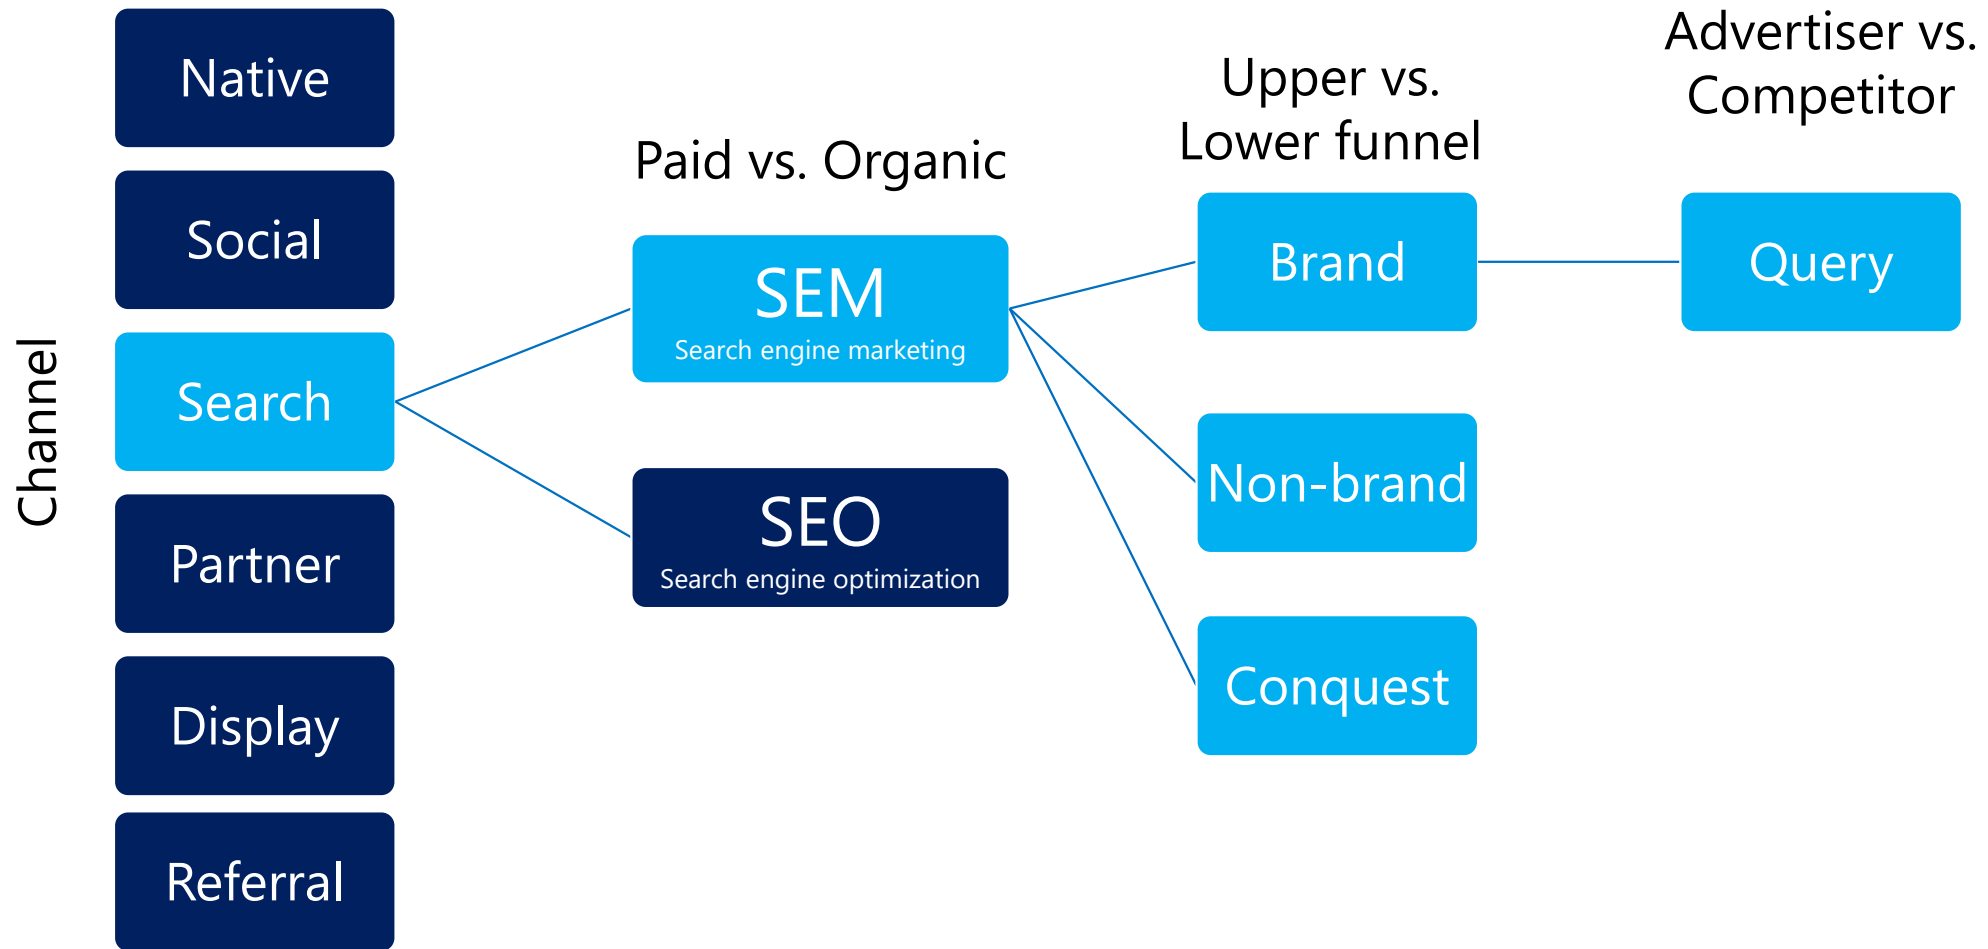 Channel
Native
Social
Search
Partner
Display
Referral
Paid vs. Organic
SEM
Search engine marketing
SEO
Search engine optimization
Upper vs.
Lower funnel
Brand
Non-brand
Conquest
Advertiser vs.
Competitor
Query